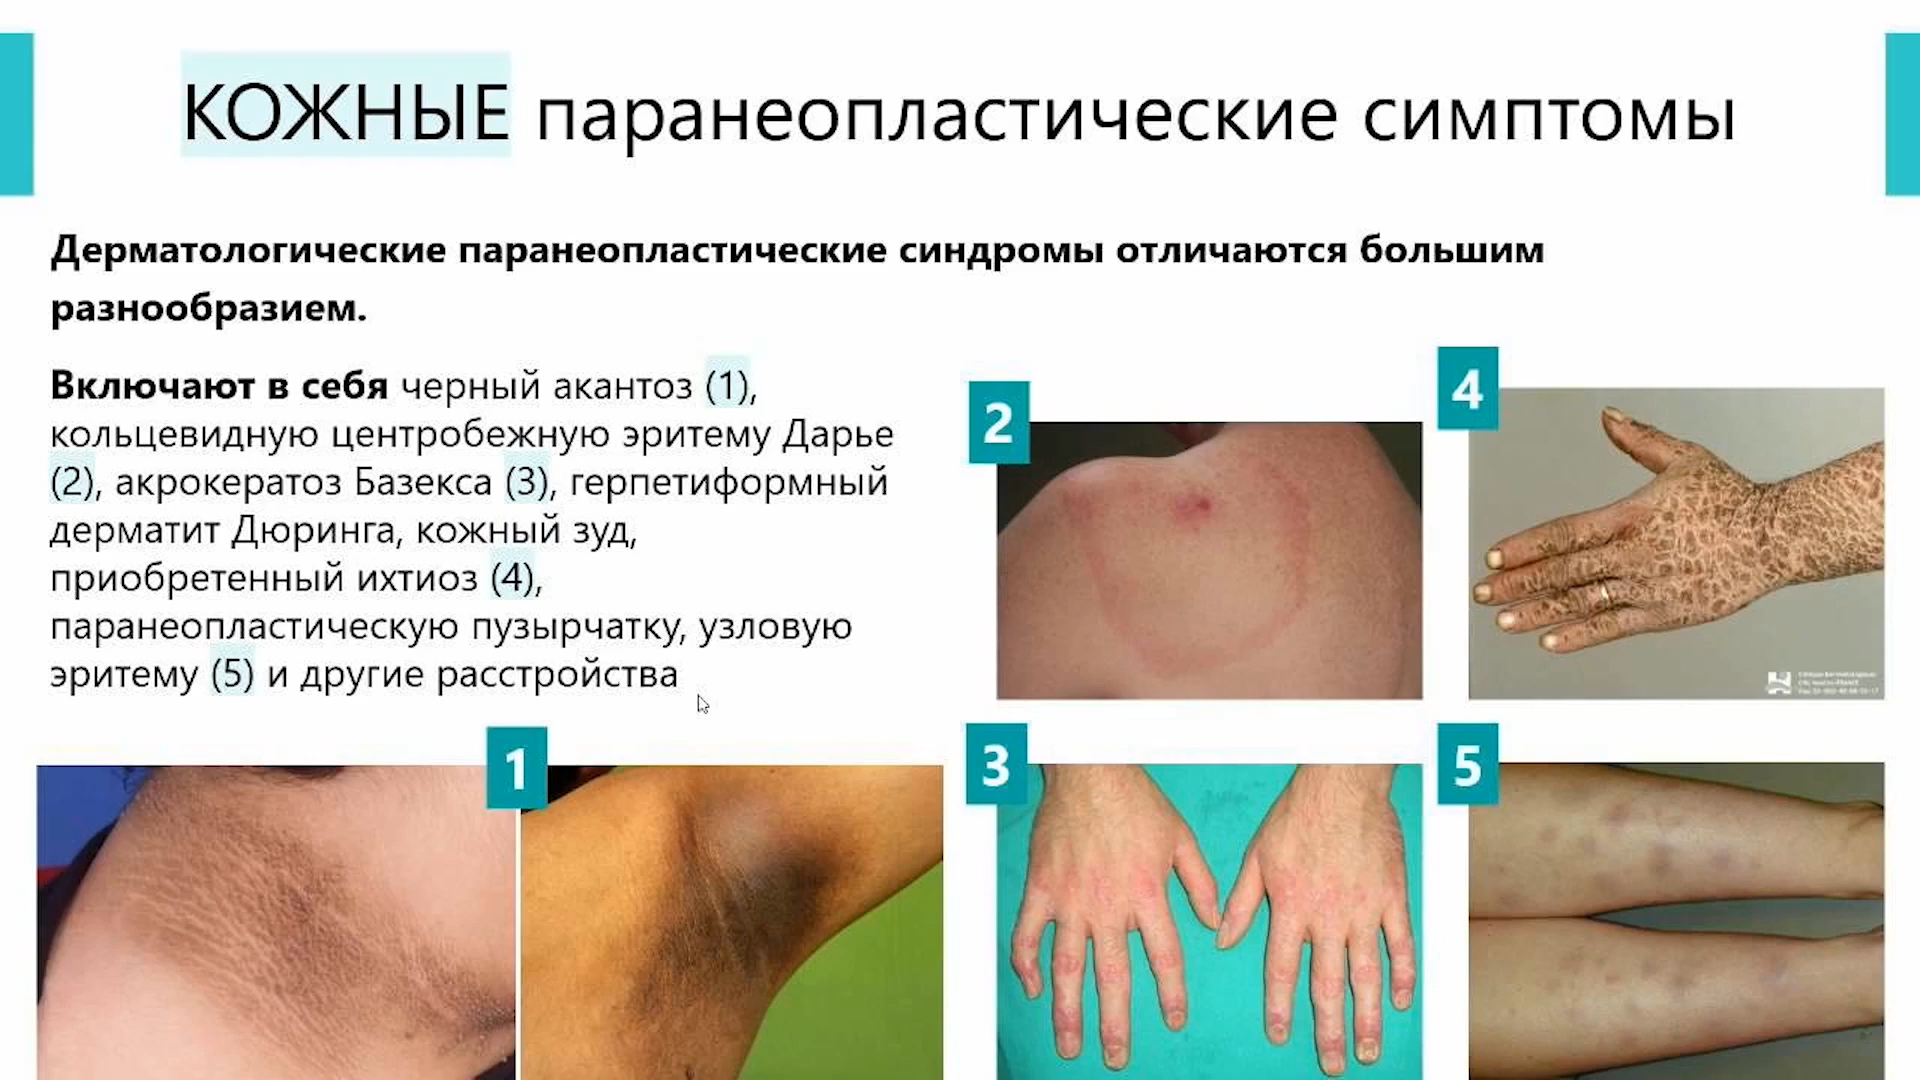 КОЖНЫЕ паранеопластические симптомы
Дерматологические паранеопластические синдромы отличаются большим
разнообразием.
Включают в себя черный акантоз (1),
кольцевидную центробежную эритему Дарье
(2), акрокератоз Базекса (3), герпетиформный
дерматит Дюринга, кожный зуд,
приобретенный ихтиоз (4),
паранеопластическую пузырчатку, узловую
эритему (5) и другие расстройства
2
4
1
3
5